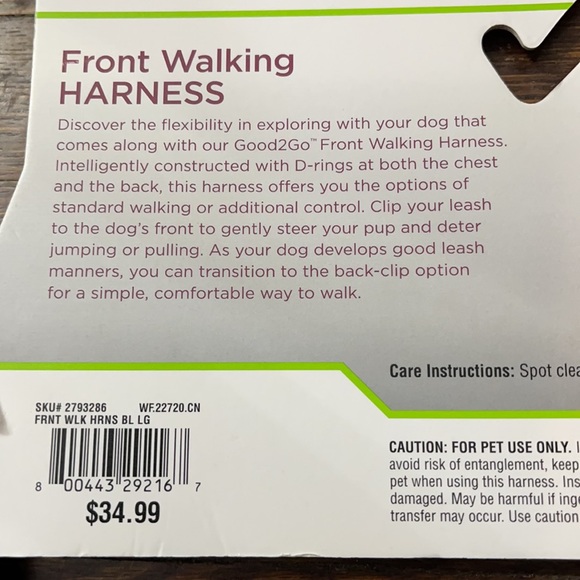 Front Walking
HARNESS
Discover the flexibility in exploring with your dog that
comes along with our Good2Go™ Front Walking Harness.
Intelligently constructed with D-rings at both the chest
and the back, this harness offers you the options of
standard walking or additional control. Clip your leash
to the dog's front to gently steer your pup and deter
jumping or pulling. As your dog develops good leash
manners, you can transition to the back-clip option
for a simple, comfortable way to walk.
Care Instructions: Spot clea
SKU# 2793286 WF.22720.CN
FRNT WLK HRNS BL LG
8 00443 29216 7
$34.99
CAUTION: FOR PET USE ONLY. I
avoid risk of entanglement, keep
pet when using this harness. Ins
damaged. May be harmful if inge
transfer may occur. Use caution